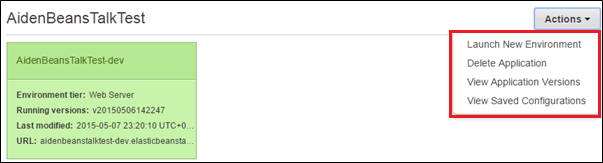 AidenBeansTalkTest
Actions
AidenBeansTalkTest-dev
Environment tier: Web Server
Running versions: v20150506142247
Last modified: 2015-05-07 23:20:10 UTC+0...
URL: aidenbeanstalktest-dev.elasticbeansta...
Launch New Environment
Delete Application
View Application Versions
View Saved Configurations